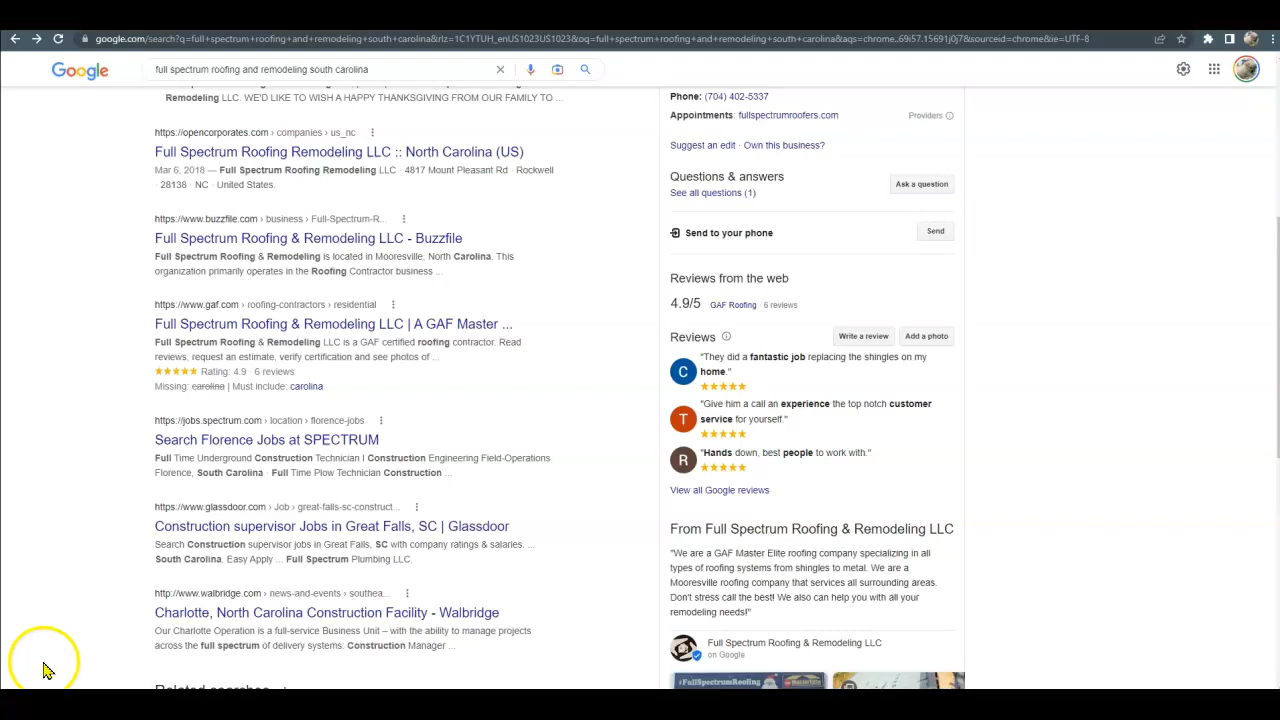 google.com/search?q=full+spectrum+roofing+and+remodeling+south+carolina&rlz=1C1YTUH_enUS1023US1023&oq=full+spectrum+roofing+and+remodeling+south+carolina&aqs=chrome..69i57.15691j0j7&sourceid=chrome&ie=UTF-8
Google
full spectrum roofing and remodeling south carolina
Remodeling LLC. WE'D LIKE TO WISH A HAPPY THANKSGIVING FROM OUR FAMILY TO ...
https://opencorporates.com › companies › us_nc
Full Spectrum Roofing Remodeling LLC :: North Carolina (US)
Mar 6, 2018 — Full Spectrum Roofing Remodeling LLC · 4817 Mount Pleasant Rd · Rockwell
· 28138 · NC · United States.
https://www.buzzfile.com › business › Full-Spectrum-R...
Full Spectrum Roofing & Remodeling LLC - Buzzfile
Full Spectrum Roofing & Remodeling is located in Mooresville, North Carolina. This
organization primarily operates in the Roofing Contractor business ...
https://www.gaf.com › roofing-contractors › residential
Full Spectrum Roofing & Remodeling LLC | A GAF Master ...
Full Spectrum Roofing & Remodeling LLC is a GAF certified roofing contractor. Read
reviews, request an estimate, verify certification and see photos of ...
Rating: 4.9 · 6 reviews
Missing: carolina | Must include: carolina
https://jobs.spectrum.com › location › florence-jobs
Search Florence Jobs at SPECTRUM
Full Time Underground Construction Technician I Construction Engineering Field-Operations
Florence, South Carolina · Full Time Plow Technician Construction ...
https://www.glassdoor.com › Job › great-falls-sc-construct...
Construction supervisor Jobs in Great Falls, SC | Glassdoor
Search Construction supervisor jobs in Great Falls, SC with company ratings & salaries. ...
South Carolina. Easy Apply ... Full Spectrum Plumbing LLC.
http://www.walbridge.com › news-and-events › southea...
Charlotte, North Carolina Construction Facility - Walbridge
Our Charlotte Operation is a full-service Business Unit – with the ability to manage projects
across the full spectrum of delivery systems: Construction Manager ...
Related searches
Phone: (704) 402-5337
Appointments: fullspectrumroofers.com
Providers
Suggest an edit · Own this business?
Questions & answers
See all questions (1)
Ask a question
Send to your phone
Send
Reviews from the web
4.9/5 GAF Roofing · 6 reviews
Reviews
Write a review
Add a photo
C
"They did a fantastic job replacing the shingles on my
home."
T
"Give him a call an experience the top notch customer
service for yourself."
R
"Hands down, best people to work with."
View all Google reviews
From Full Spectrum Roofing & Remodeling LLC
"We are a GAF Master Elite roofing company specializing in all
types of roofing systems from shingles to metal. We are a
Mooresville roofing company that services all surrounding areas.
Don't stress call the best! We also can help you with all your
remodeling needs!"
Full Spectrum Roofing & Remodeling LLC
on Google
#FullSpectrumRoofing